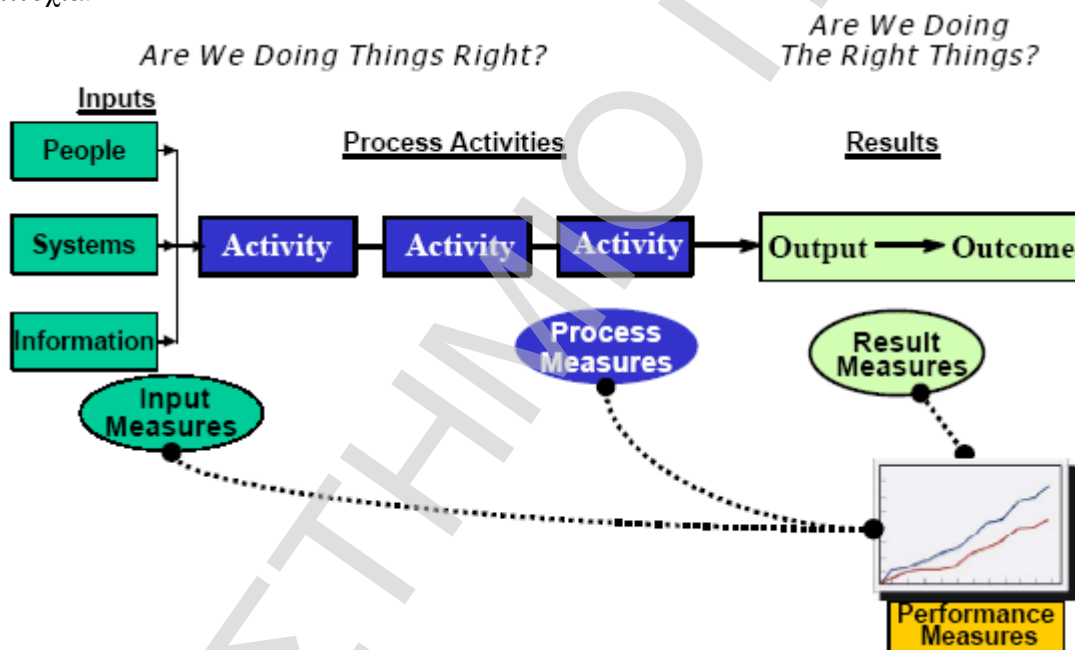 Are We Doing Things Right?
Are We Doing
The Right Things?
Inputs
Process Activities
Results
People
Systems
Information
Activity
Activity
Activity
Output
Outcome
Input
Measures
Process
Measures
Result
Measures
Performance
Measures